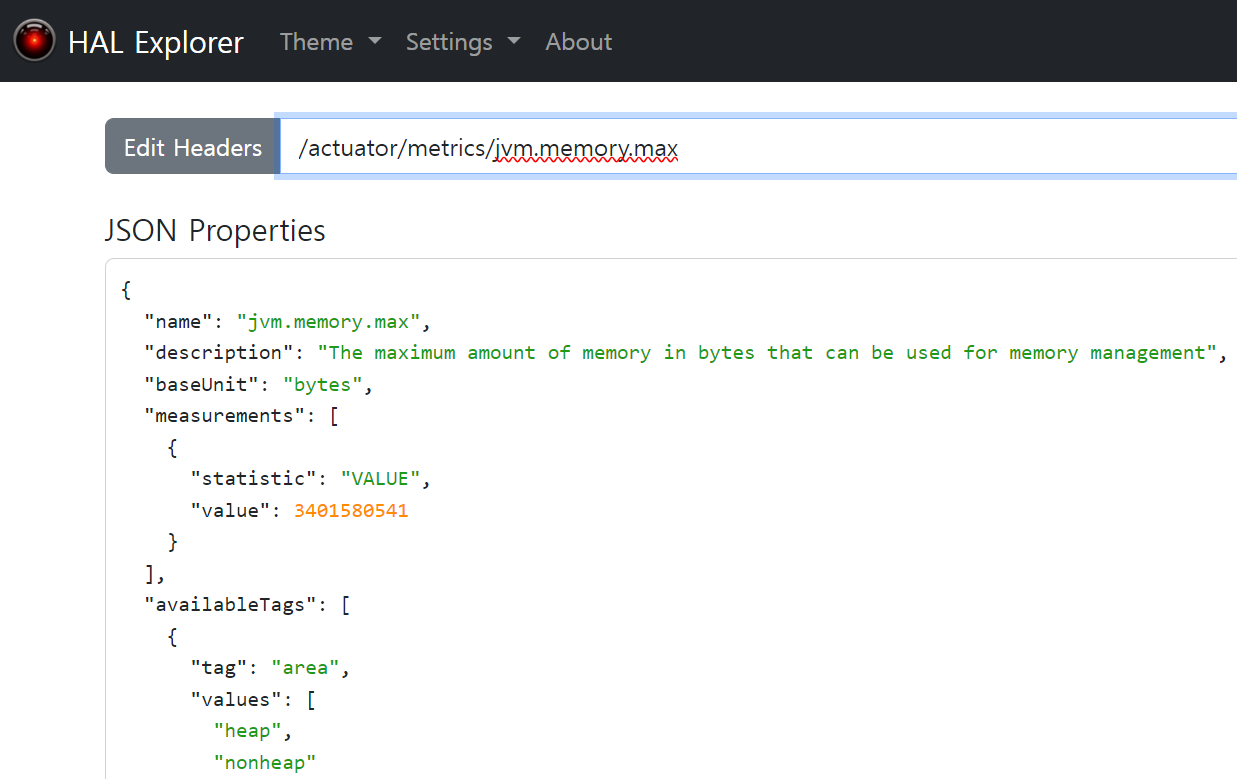 HAL Explorer Theme Settings About
Edit Headers /actuator/metrics/jvm.memory.max
JSON Properties
{
"name": "jvm.memory.max",
"description": "The maximum amount of memory in bytes that can be used for memory management",
"baseUnit": "bytes",
"measurements": [
{
"statistic": "VALUE",
"value": 3401580541
}
],
"availableTags": [
{
"tag": "area",
"values": [
"heap",
"nonheap"